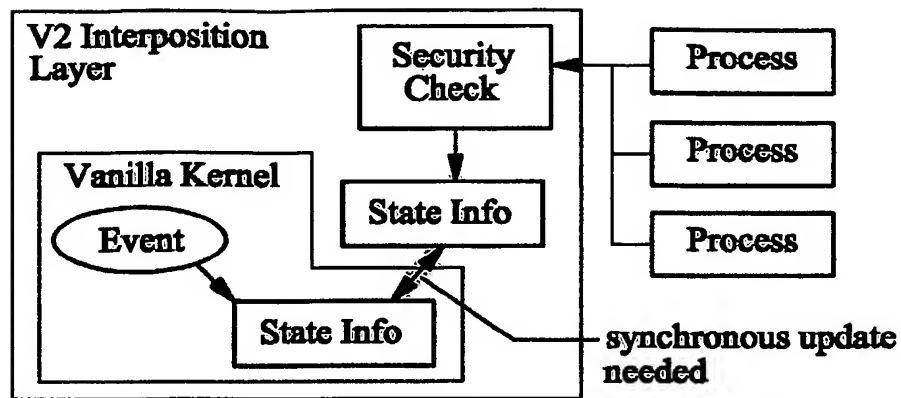 V2 Interposition
Layer
Security
Check
Process
Process
Process
Vanilla Kernel
State Info
Event
State Info
synchronous update
needed